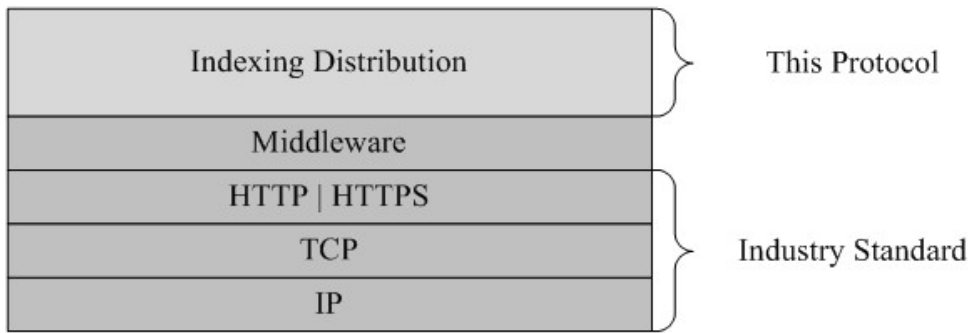 Indexing Distribution
This Protocol
Middleware
HTTP | HTTPS
TCP
Industry Standard
IP